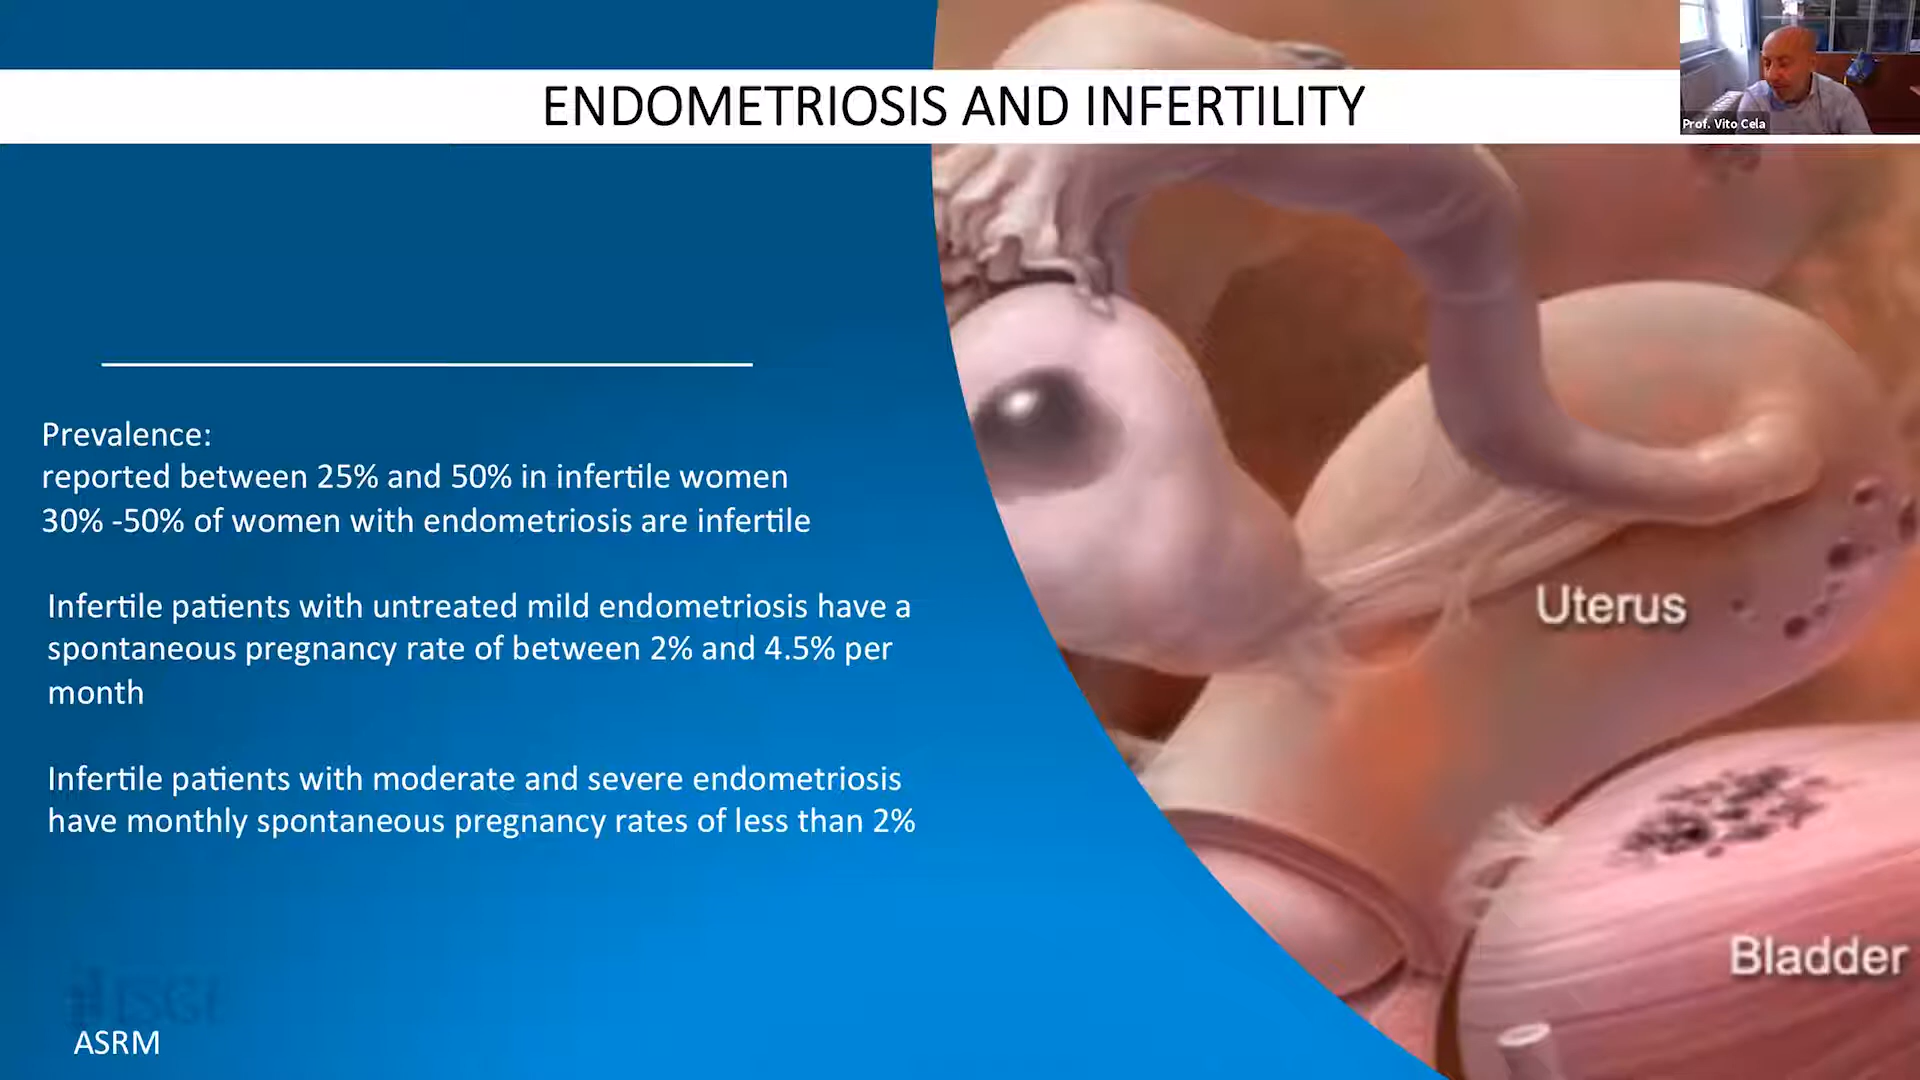 ENDOMETRIOSIS AND INFERTILITY
Prof. Vito Cela
Prevalence:
reported between 25% and 50% in infertile women
30% -50% of women with endometriosis are infertile
Infertile patients with untreated mild endometriosis have a
spontaneous pregnancy rate of between 2% and 4.5% per
month
Infertile patients with moderate and severe endometriosis
have monthly spontaneous pregnancy rates of less than 2%
Uterus
Bladder
ASRM